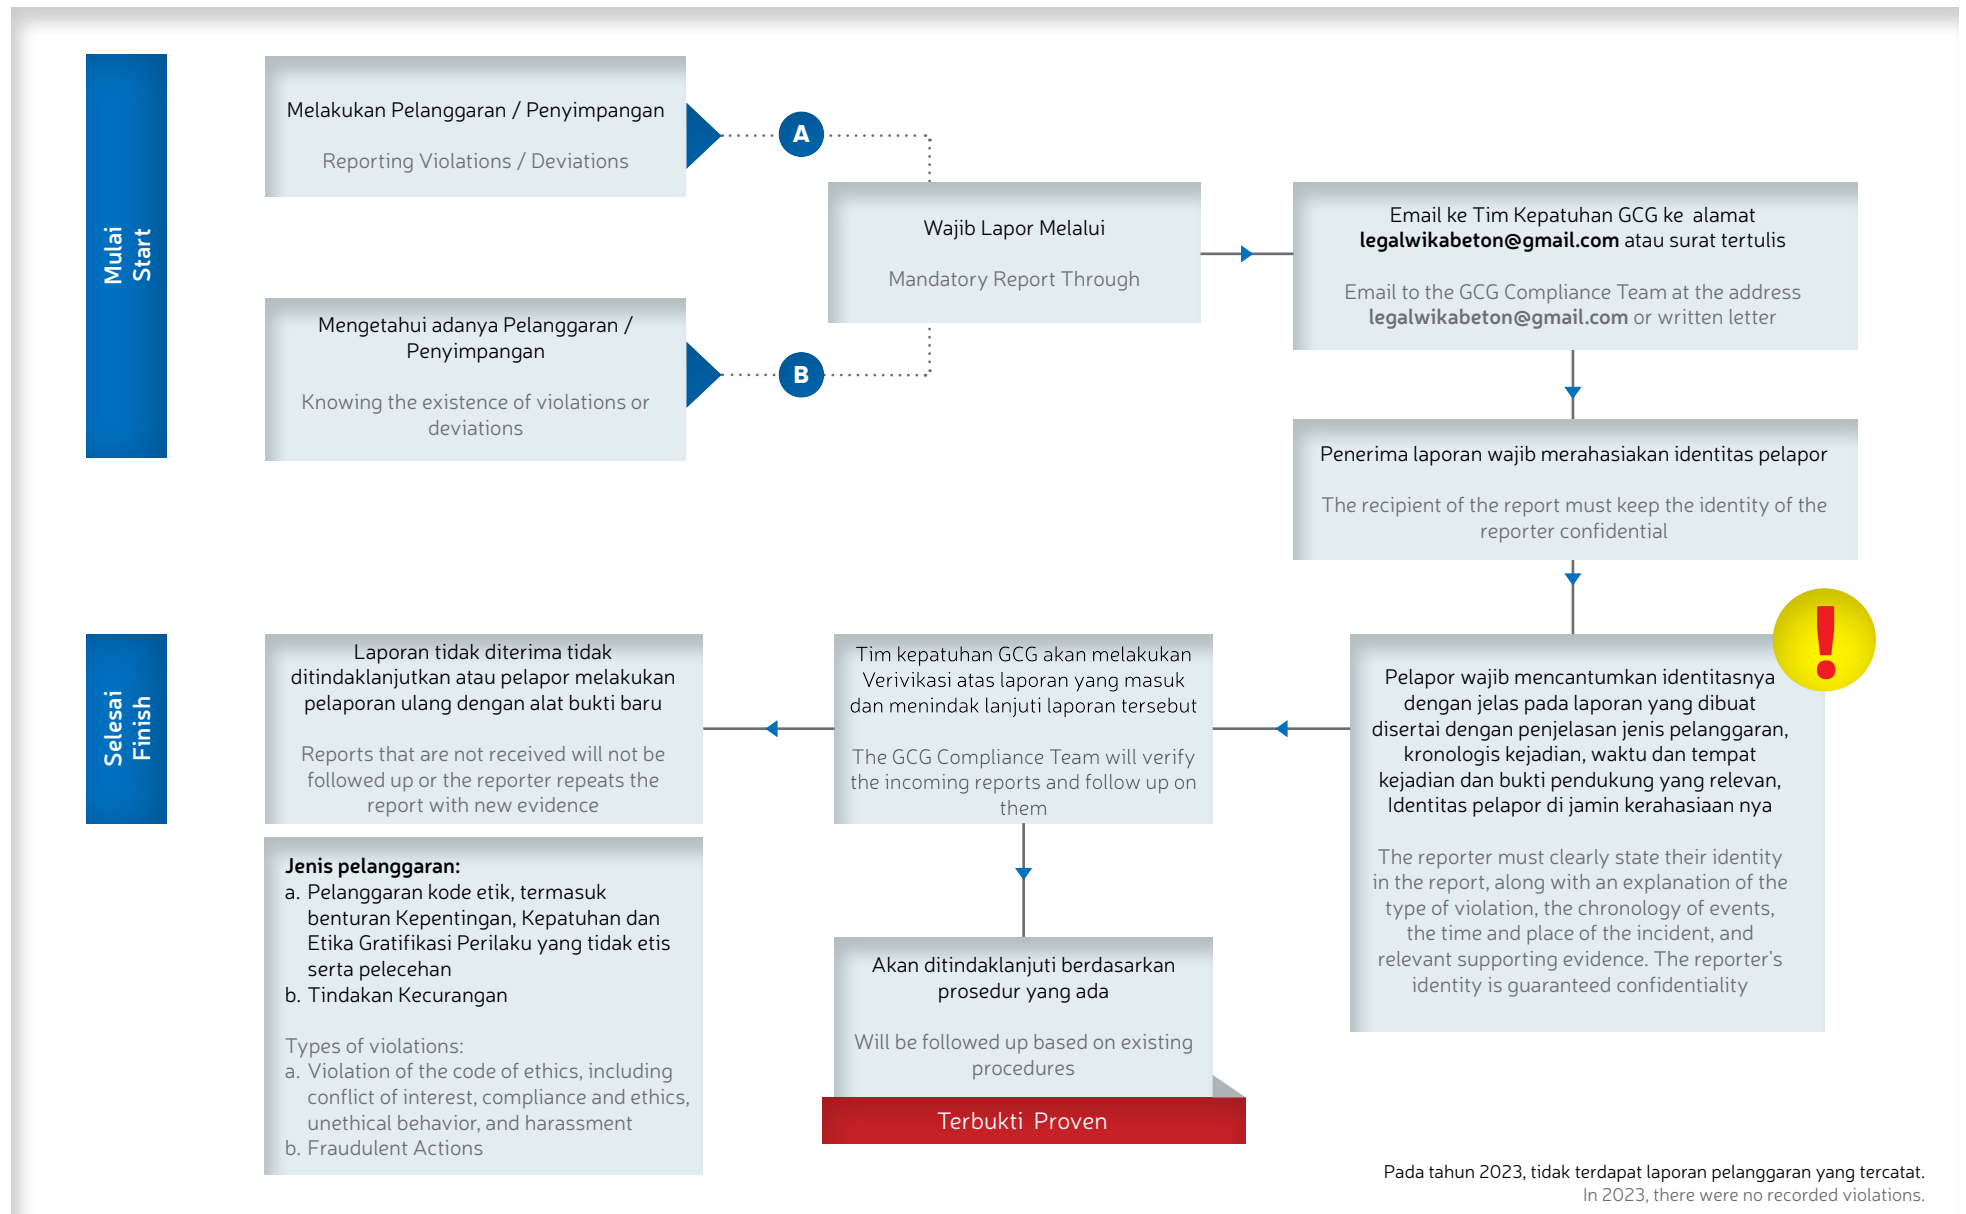 Mulai
Start
Melakukan Pelanggaran / Penyimpangan
Reporting Violations / Deviations
A
Mengetahui adanya Pelanggaran /
Penyimpangan
Knowing the existence of violations or
deviations
B
Wajib Lapor Melalui
Mandatory Report Through
Email ke Tim Kepatuhan GCG ke alamat
legalwikabeton@gmail.com atau surat tertulis
Email to the GCG Compliance Team at the address
legalwikabeton@gmail.com or written letter
Penerima laporan wajib merahasiakan identitas pelapor
The recipient of the report must keep the identity of the
reporter confidential
!
Pelapor wajib mencantumkan identitasnya
dengan jelas pada laporan yang dibuat
disertai dengan penjelasan jenis pelanggaran,
kronologis kejadian, waktu dan tempat
kejadian dan bukti pendukung yang relevan,
Identitas pelapor di jamin kerahasiaan nya
The reporter must clearly state their identity
in the report, along with an explanation of the
type of violation, the chronology of events,
the time and place of the incident, and
relevant supporting evidence. The reporter's
identity is guaranteed confidentiality
Tim kepatuhan GCG akan melakukan
Verivikasi atas laporan yang masuk
dan menindak lanjuti laporan tersebut
The GCG Compliance Team will verify
the incoming reports and follow up on
them
Akan ditindaklanjuti berdasarkan
prosedur yang ada
Will be followed up based on existing
procedures
Terbukti Proven
Selesai
Finish
Laporan tidak diterima tidak
ditindaklanjutkan atau pelapor melakukan
pelaporan ulang dengan alat bukti baru
Reports that are not received will not be
followed up or the reporter repeats the
report with new evidence
Jenis pelanggaran:
a. Pelanggaran kode etik, termasuk
benturan Kepentingan, Kepatuhan dan
Etika Gratifikasi Perilaku yang tidak etis
serta pelecehan
b. Tindakan Kecurangan
Types of violations:
a. Violation of the code of ethics, including
conflict of interest, compliance and ethics,
unethical behavior, and harassment
b. Fraudulent Actions
Pada tahun 2023, tidak terdapat laporan pelanggaran yang tercatat.
In 2023, there were no recorded violations.